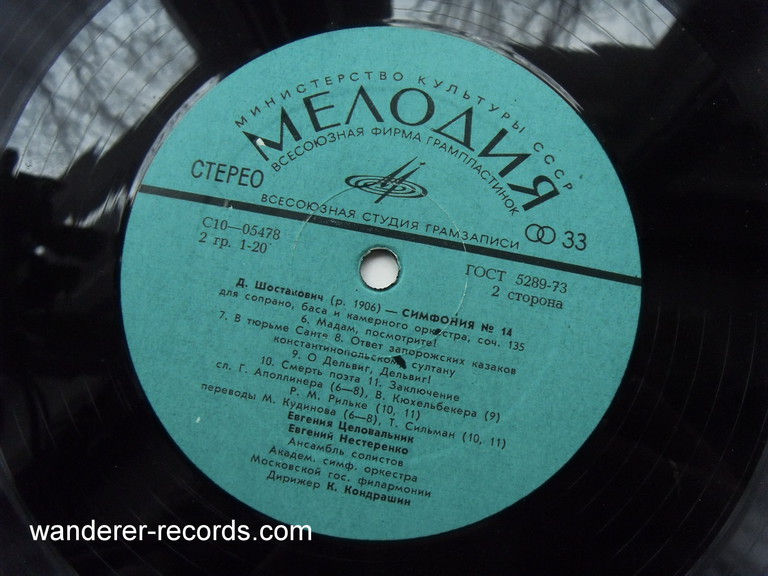 МИНИСТЕРСТВО КУЛЬТУРЫ СССР
МЕЛОДИЯ
ВСЕСОЮЗНАЯ ФИРМА ГРАМПЛАСТИНОК
СТЕРЕО
ВСЕСОЮЗНАЯ СТУДИЯ ГРАМЗАПИСИ
33
С10—05478
2 гр. 1-20
ГОСТ 5289-73
2 сторона
Д. Шостакович (р. 1906) — СИМФОНИЯ № 14
для сопрано, баса и камерного оркестра, соч. 135
6. Мадам, посмотрите!
7. В тюрьме Санте 8. Ответ запорожских казаков
константинопольскому султану
9. О Дельвиг, Дельвиг!
10. Смерть поэта 11. Заключение
сл. Г. Аполлинера (6—8), В. Кюхельбекера (9)
Р. М. Рильке (10, 11)
переводы М. Кудинова (6—8), Т. Сильман (10, 11)
Евгения Целовальник
Евгений Нестеренко
Ансамбль солистов
Академ. симф. оркестра
Московской гос. филармонии
Дирижер К. Кондрашин
wanderer-records.com